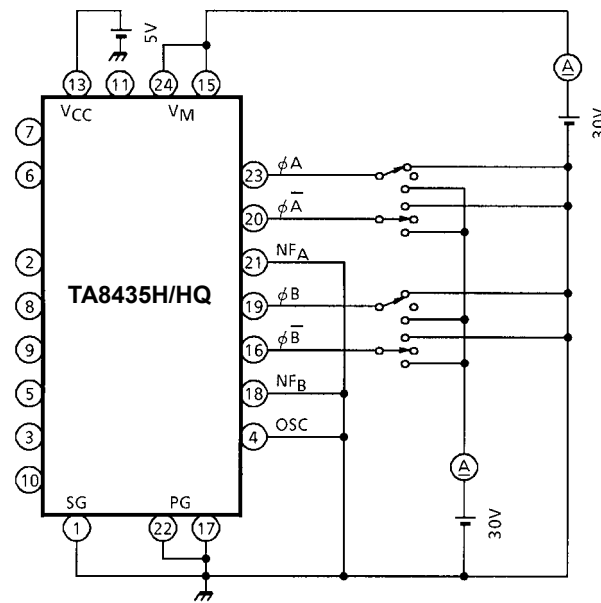 5V
13
11
24
15
A
VCC
VM
30V
7
6
23
φA
20
φA̅
2
21
NFA
TA8435H/HQ
8
19
φB
9
16
φB̅
5
18
NFB
3
4
OSC
10
A
SG
PG
1
22
17
30V